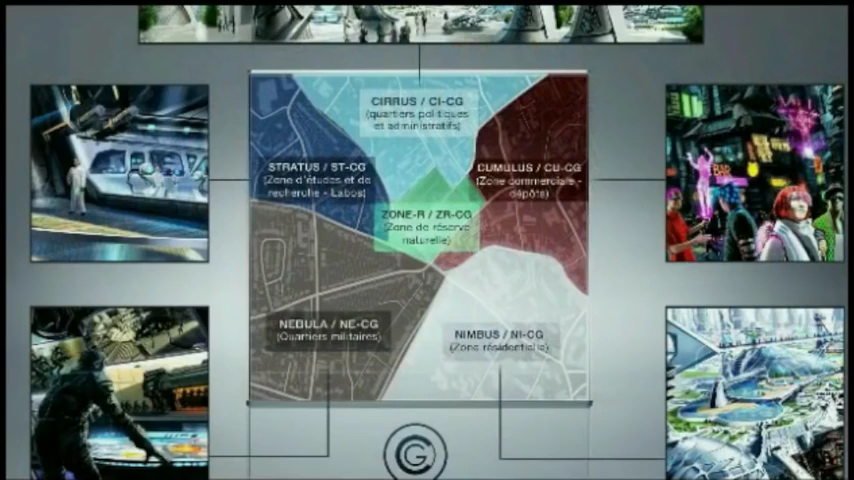 CIRRUS / CI-CG
(quartiers politiques
et administratifs)
STRATUS / ST-CG
(Zone d'études et de
recherche - Labos)
CUMULUS / CU-CG
(Zone commerciale -
dépôts)
ZONE-R / ZR-CG
(Zone de réserve
naturelle)
NEBULA / NE-CG
(Quartiers militaires)
NIMBUS / NI-CG
(Zone résidentielle)
CG